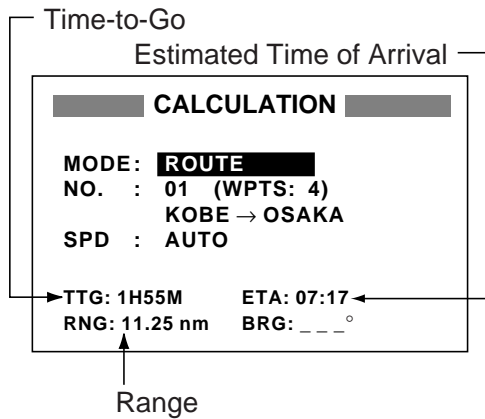 Time-to-Go
Estimated Time of Arrival
CALCULATION
MODE: ROUTE
NO. : 01 (WPTS: 4)
KOBE → OSAKA
SPD : AUTO
TTG: 1H55M ETA: 07:17
RNG: 11.25 nm BRG: _ _ _°
Range